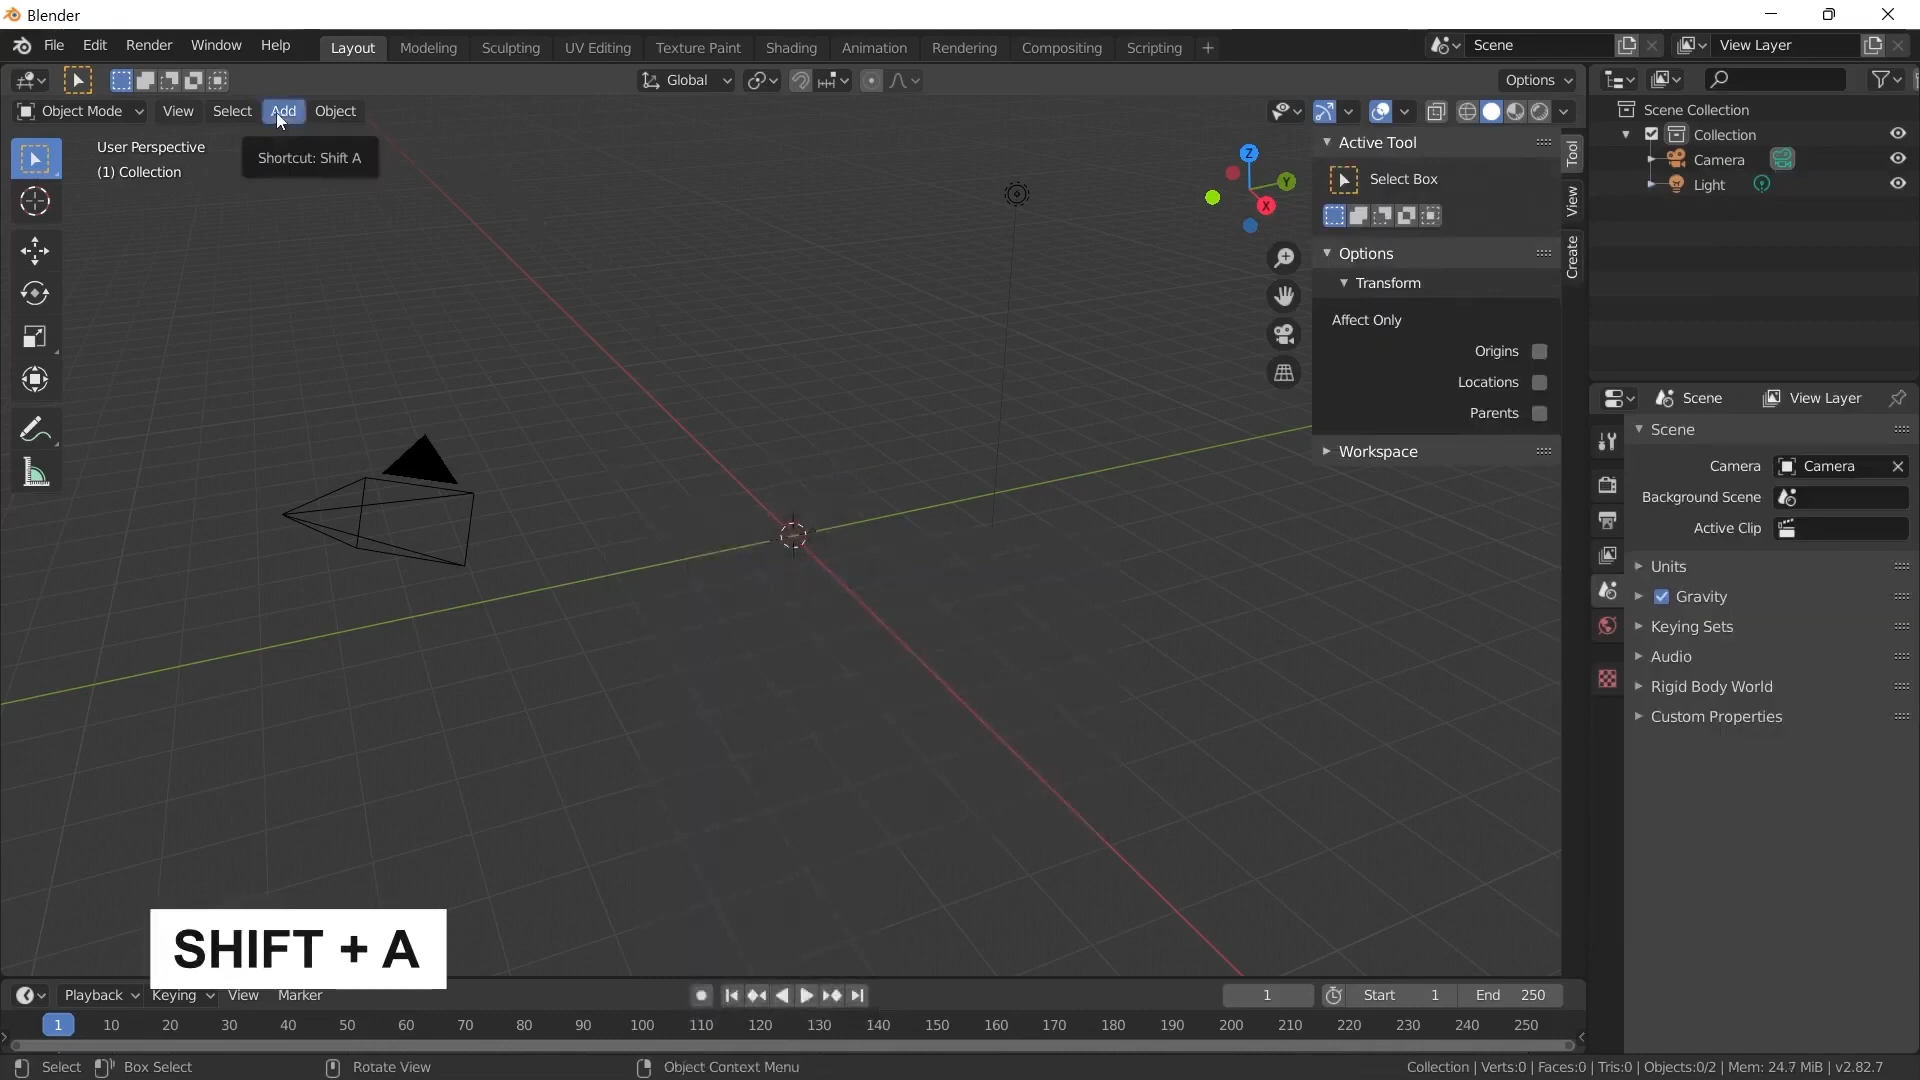 Blender
File Edit Render Window Help Layout Modeling Sculpting UV Editing Texture Paint Shading Animation Rendering Compositing Scripting + Scene View Layer
Global Options
Object Mode View Select Add Object
User Perspective
(1) Collection
Shortcut: Shift A
Z
Y
X
Active Tool
Select Box
Options
Transform
Affect Only
Origins
Locations
Parents
Workspace
Tool
View
Create
Scene Collection
Collection
Camera
Light
Scene View Layer
Scene
Camera Camera
Background Scene
Active Clip
Units
Gravity
Keying Sets
Audio
Rigid Body World
Custom Properties
SHIFT + A
Playback Keying View Marker 1 Start 1 End 250
1 10 20 30 40 50 60 70 80 90 100 110 120 130 140 150 160 170 180 190 200 210 220 230 240 250
Select Box Select Rotate View Object Context Menu Collection | Verts:0 | Faces:0 | Tris:0 | Objects:0/2 | Mem: 24.7 MiB | v2.82.7